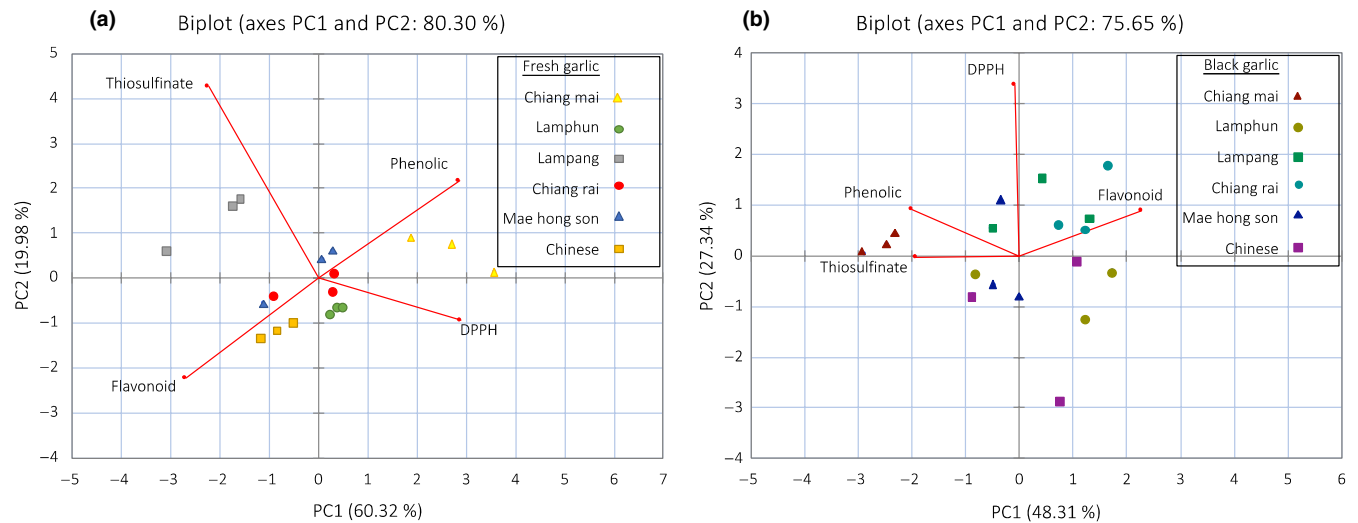 (a)
Biplot (axes PC1 and PC2: 80.30 %)
5
4
3
2
1
0
−1
−2
−3
−4
PC2 (19.98 %)
Thiosulfinate
Phenolic
DPPH
Flavonoid
Fresh garlic
Chiang mai
Lamphun
Lampang
Chiang rai
Mae hong son
Chinese
−5 −4 −3 −2 −1 0 1 2 3 4 5 6 7
PC1 (60.32 %)
(b)
Biplot (axes PC1 and PC2: 75.65 %)
4
3
2
1
0
−1
−2
−3
−4
PC2 (27.34 %)
DPPH
Phenolic
Flavonoid
Thiosulfinate
Black garlic
Chiang mai
Lamphun
Lampang
Chiang rai
Mae hong son
Chinese
−5 −4 −3 −2 −1 0 1 2 3 4 5 6
PC1 (48.31 %)